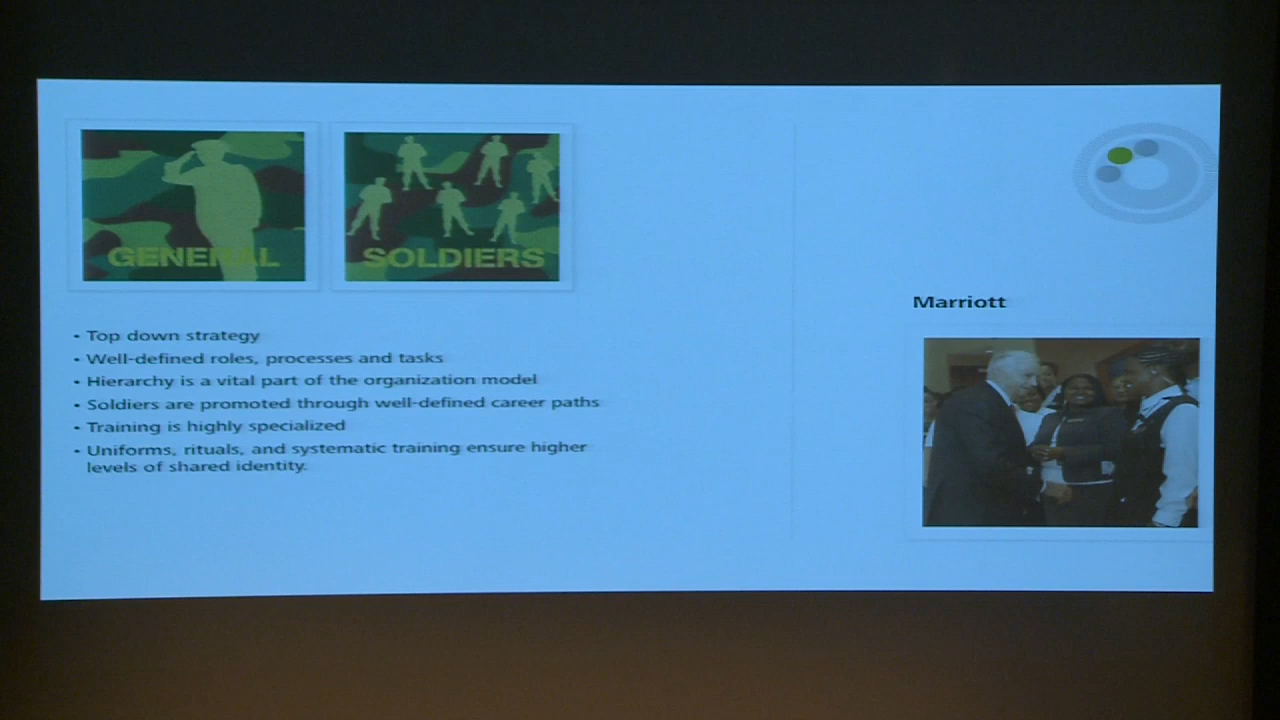 GENERAL
SOLDIERS
• Top down strategy
• Well-defined roles, processes and tasks
• Hierarchy is a vital part of the organization model
• Soldiers are promoted through well-defined career paths
• Training is highly specialized
• Uniforms, rituals, and systematic training ensure higher
levels of shared identity.
Marriott